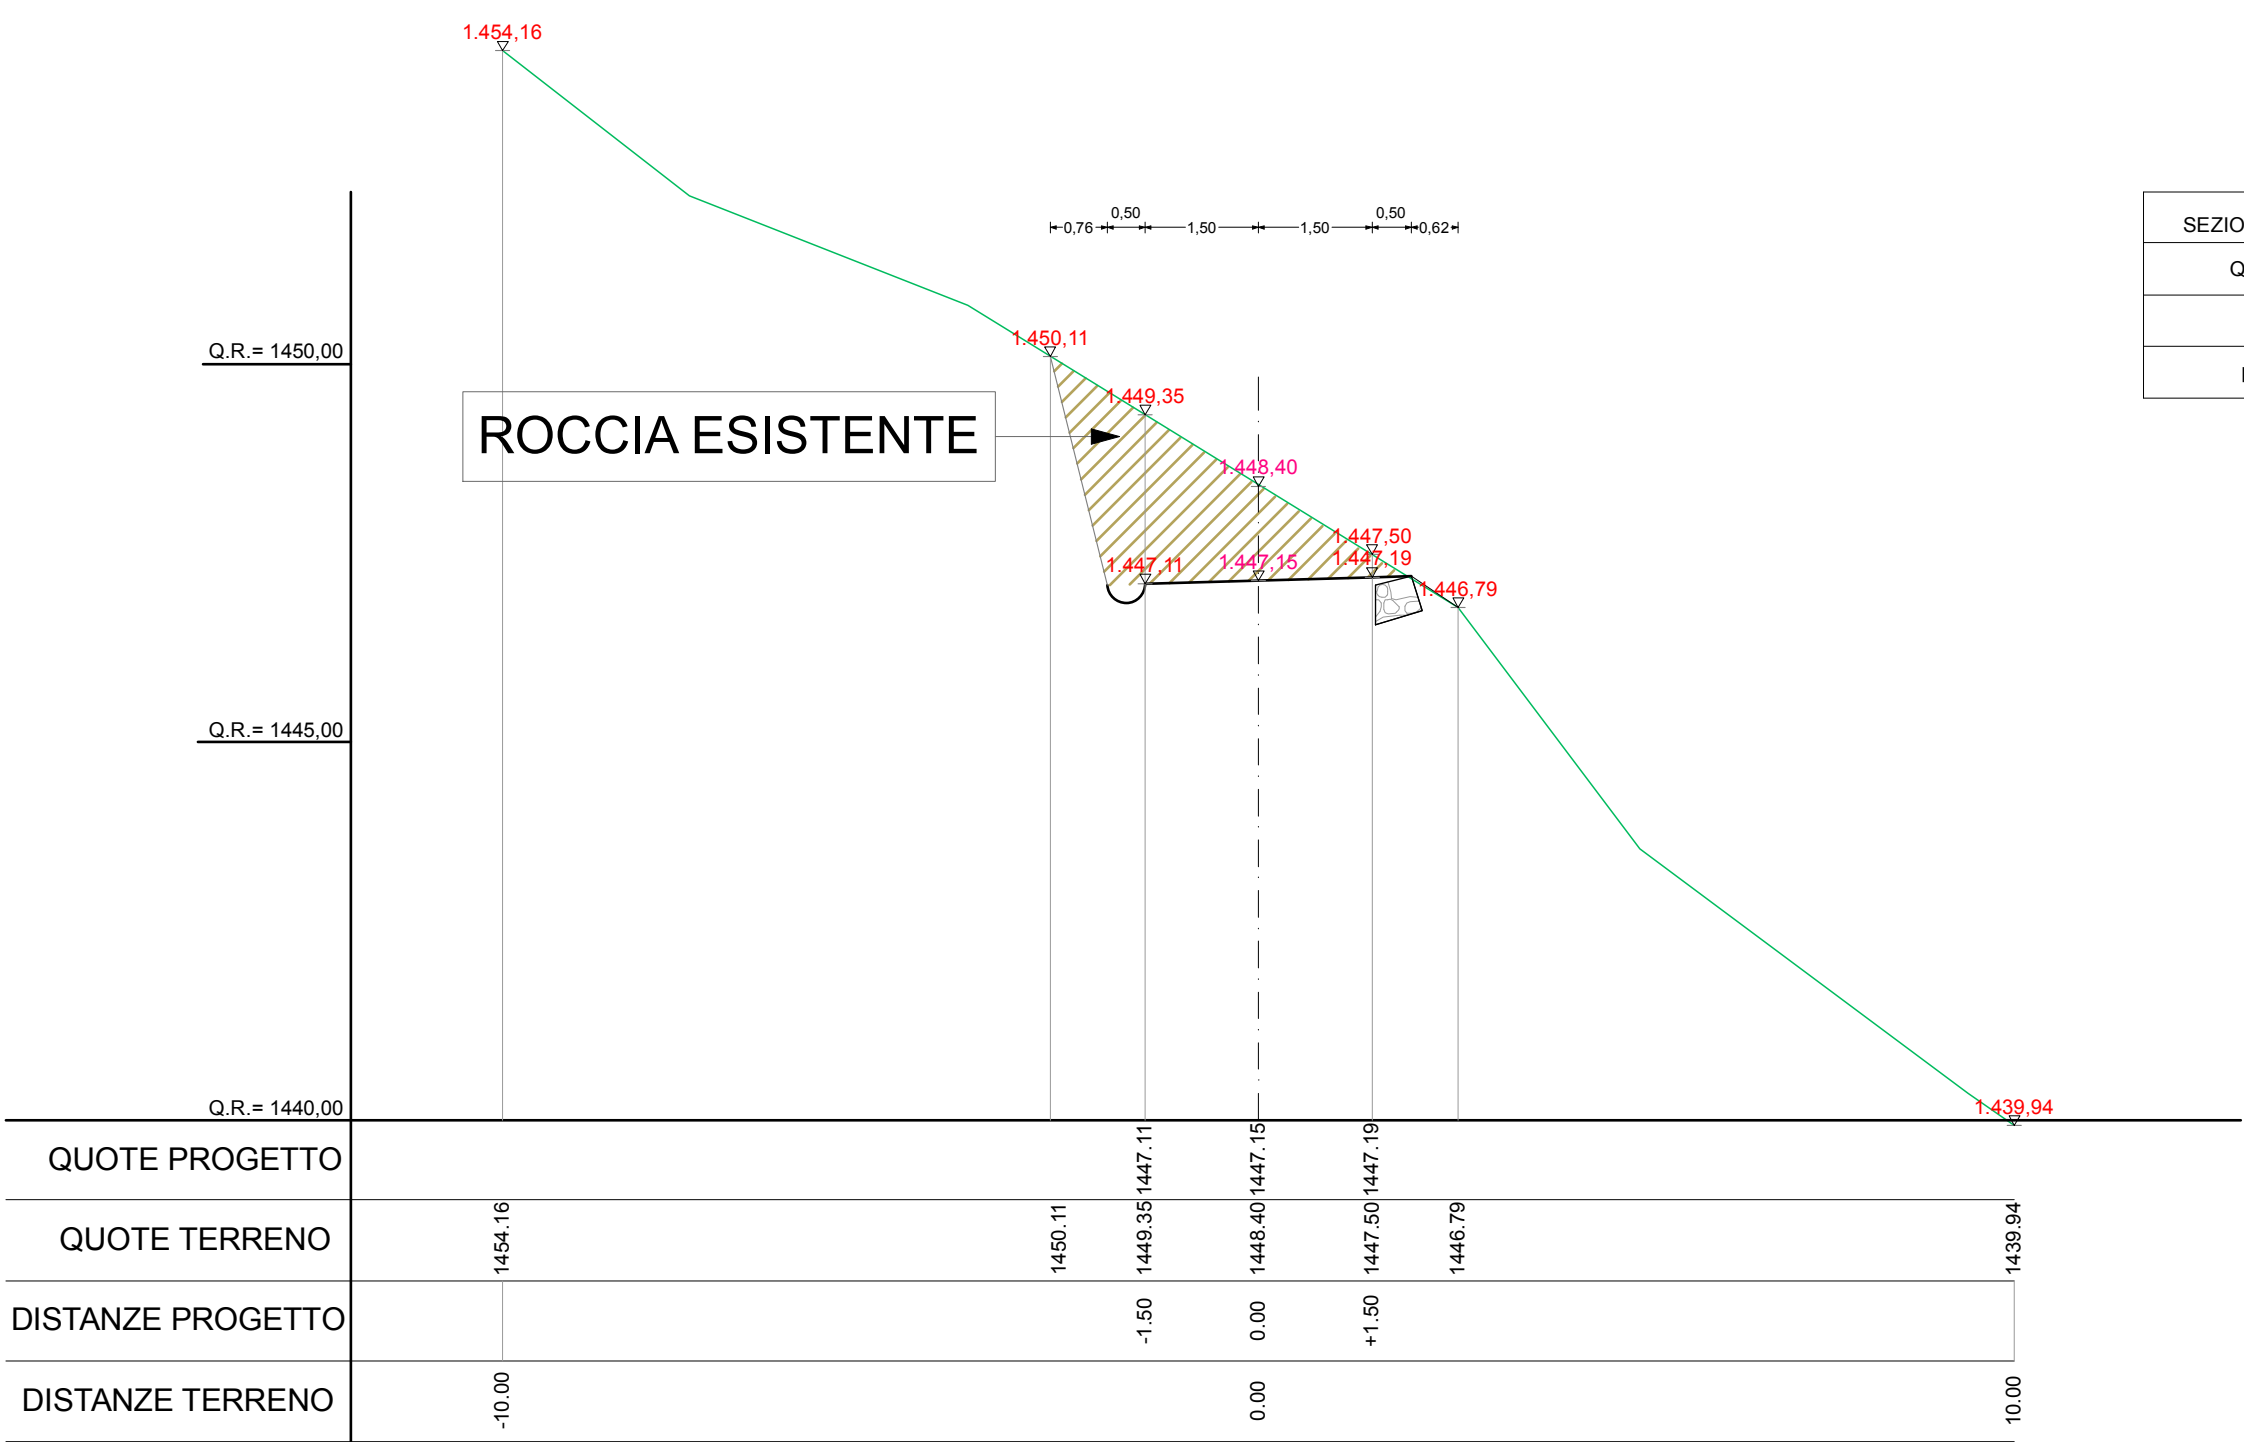 1.454,16
SEZIO
Q
0,50
0,50
0,76
1,50
1,50
0,62
1.450,11
Q.R.= 1450,00
1.449,35
ROCCIA ESISTENTE
1.448,40
1.447,50
1.447,11
1.447,15
1.447,19
1.446,79
Q.R.= 1445,00
Q.R.= 1440,00
1.439,94
QUOTE PROGETTO 1447.11 1447.15 1447.19
QUOTE TERRENO 1454.16 1450.11 1449.35 1448.40 1447.50 1446.79 1439.94
DISTANZE PROGETTO -1.50 0.00 +1.50
DISTANZE TERRENO -10.00 0.00 10.00